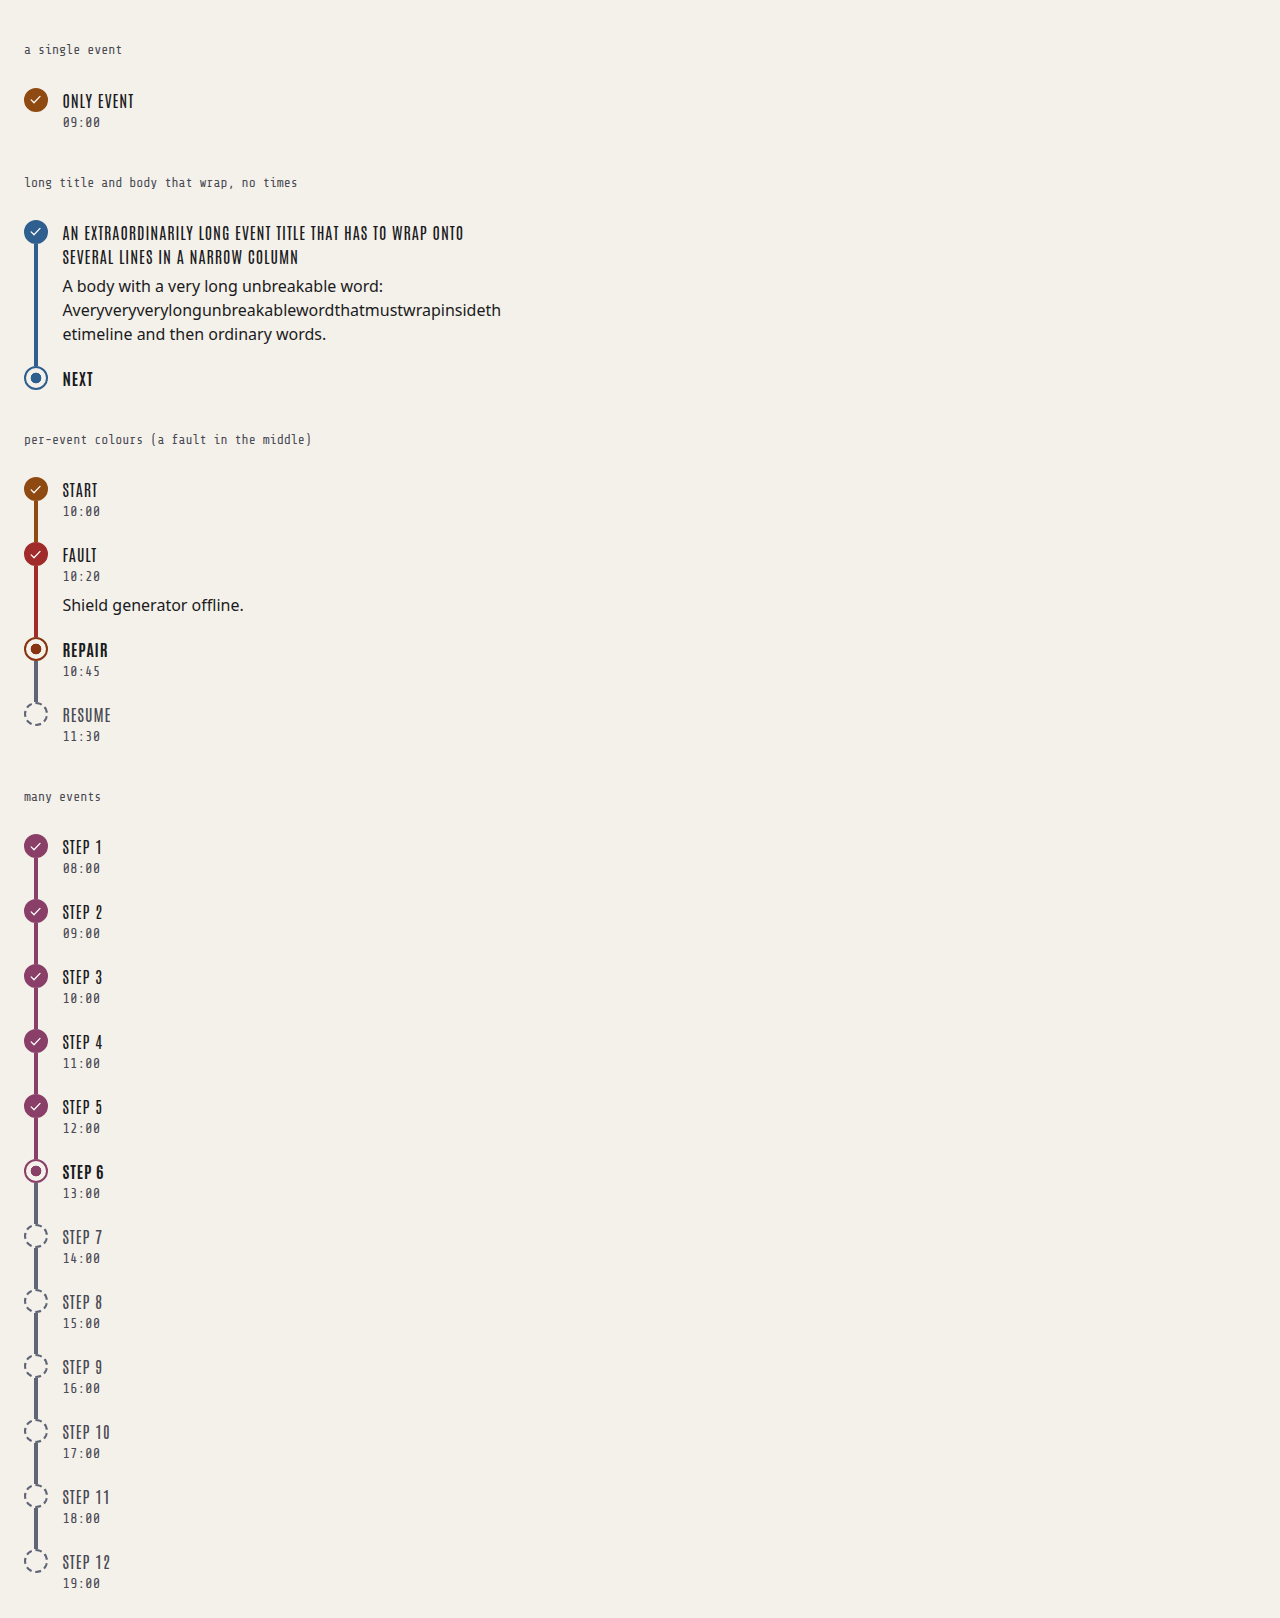 a single event
ONLY EVENT
09:00
long title and body that wrap, no times
AN EXTRAORDINARILY LONG EVENT TITLE THAT HAS TO WRAP ONTO
SEVERAL LINES IN A NARROW COLUMN
A body with a very long unbreakable word:
Averyveryverylongunbreakablewordthatmustwrapinsideth
etimeline and then ordinary words.
NEXT
per-event colours (a fault in the middle)
START
10:00
FAULT
10:20
Shield generator offline.
REPAIR
10:45
RESUME
11:30
many events
STEP 1
08:00
STEP 2
09:00
STEP 3
10:00
STEP 4
11:00
STEP 5
12:00
STEP 6
13:00
STEP 7
14:00
STEP 8
15:00
STEP 9
16:00
STEP 10
17:00
STEP 11
18:00
STEP 12
19:00